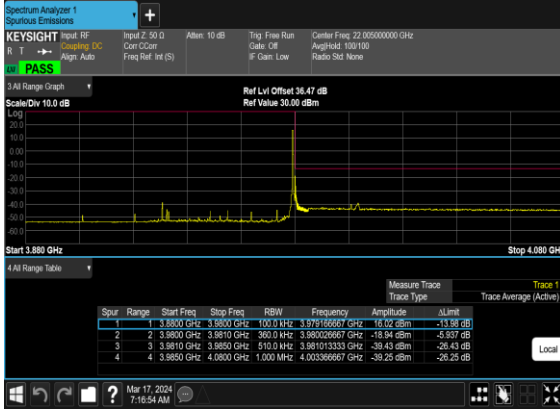 Spectrum Analyzer 1
Spurious Emissions
+
KEYSIGHT Input: RF Input Z: 50 Ω Atten: 10 dB Trig: Free Run Center Freq: 22.005000000 GHz
R T Coupling: DC Corr CCorr Gate: Off Avg|Hold: 100/100
Align: Auto Freq Ref: Int (S) IF Gain: Low Radio Std: None
PASS
3 All Range Graph
Ref Lvl Offset 36.47 dB
Scale/Div 10.0 dB Ref Value 30.00 dBm
Log
20.0
10.0
0.00
-10.0
-20.0
-30.0
-40.0
-50.0
-60.0
Start 3.880 GHz Stop 4.080 GH
4 All Range Table
Measure Trace Trace 1
Trace Type Trace Average (Active)
Spur Range Start Freq Stop Freq RBW Frequency Amplitude ΔLimit
1 1 3.8800 GHz 3.9800 GHz 100.0 kHz 3.979166667 GHz 16.02 dBm -13.98 dB
2 2 3.9800 GHz 3.9810 GHz 360.0 kHz 3.980026667 GHz -18.94 dBm -5.937 dB
3 3 3.9810 GHz 3.9850 GHz 510.0 kHz 3.981013333 GHz -39.43 dBm -26.43 dB
4 4 3.9850 GHz 4.0800 GHz 1.000 MHz 4.003366667 GHz -39.25 dBm -26.25 dB
Local
? Mar 17, 2024
7:16:54 AM